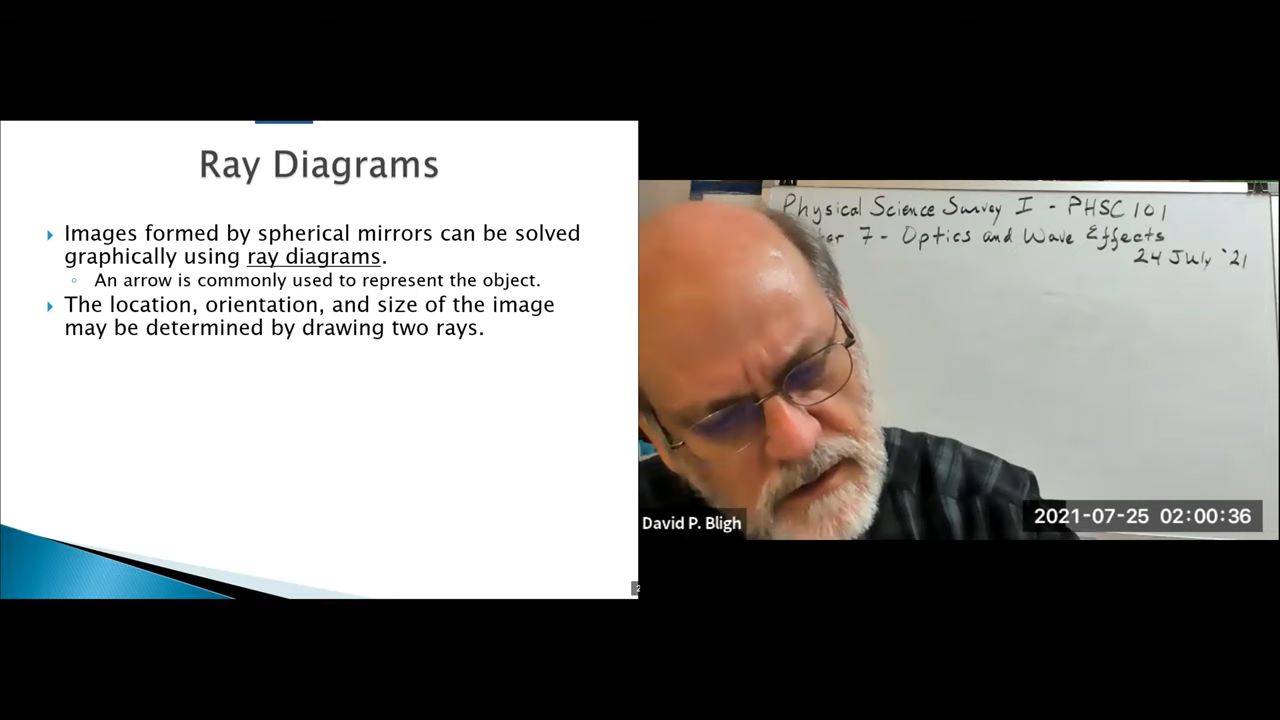 Ray Diagrams
Images formed by spherical mirrors can be solved
graphically using ray diagrams.
An arrow is commonly used to represent the object.
The location, orientation, and size of the image
may be determined by drawing two rays.
Physical Science Survey I - PHSC 101
7 - Optics and Wave Effects
24 July '21
David P. Bligh
2021-07-25 02:00:36